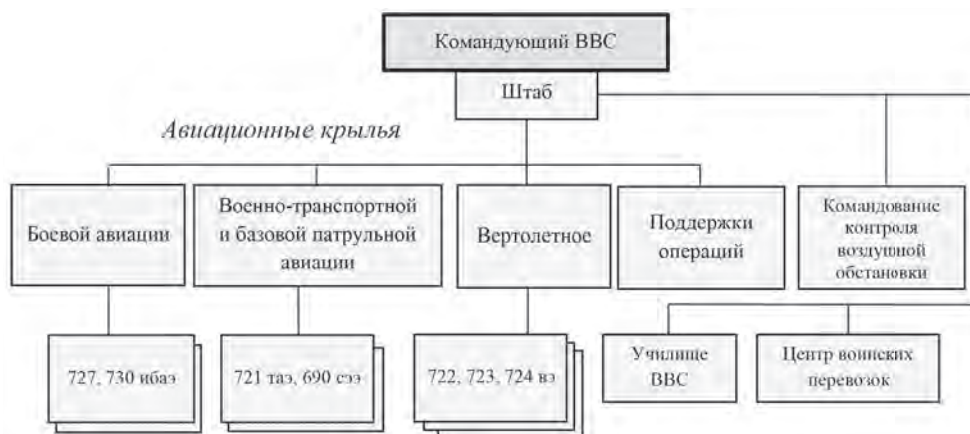 Командующий ВВС
Штаб
Авиационные крылья
Боевой авиации
Военно-транспортной
и базовой патрульной
авиации
Вертолетное
Поддержки
операций
Командование
контроля
воздушной
обстановки
727, 730 ибаэ
721 таэ, 690 сээ
722, 723, 724 вэ
Училище
ВВС
Центр воинских
перевозок